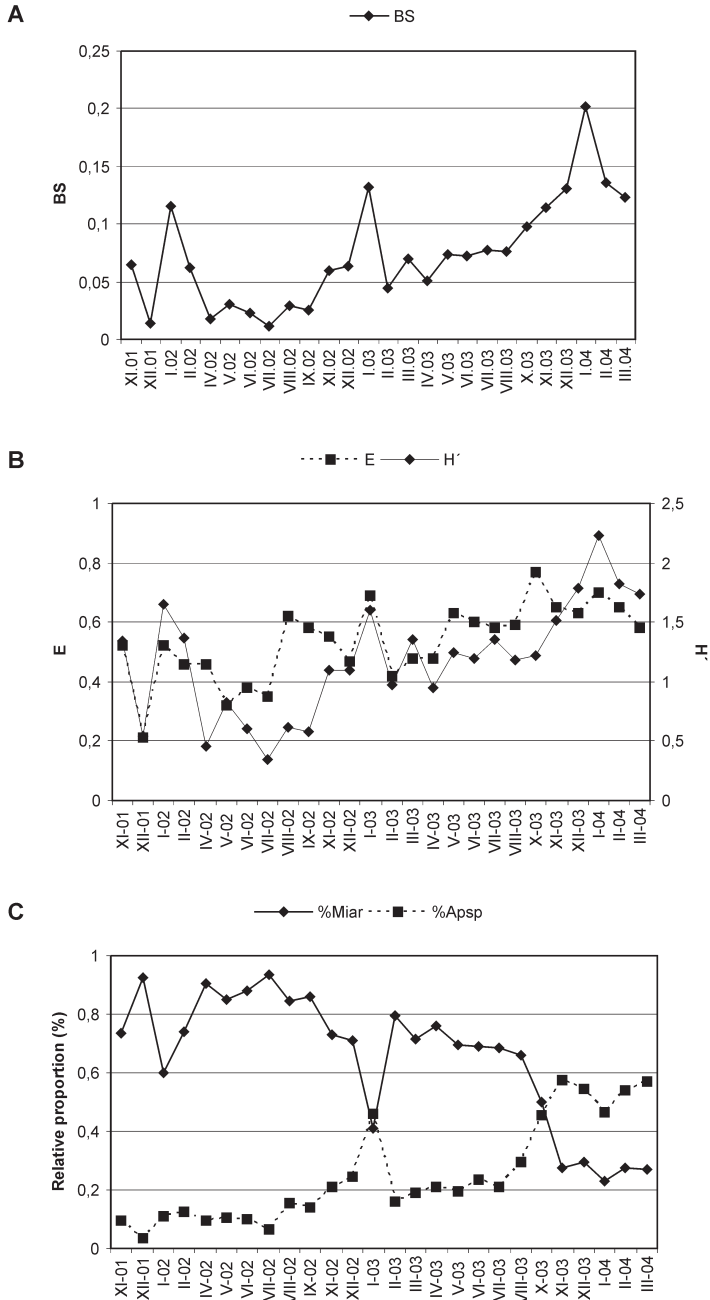 A
BS
0,25
0,2
0,15
0,1
0,05
0
BS
XI.01 XII.01 I.02 II.02 IV.02 V.02 VI.02 VII.02 VIII.02 IX.02 XI.02 XII.02 I.03 II.03 III.03 IV.03 V.03 VI.03 VII.03 VIII.03 X.03 XI.03 XII.03 I.04 II.04 III.04
B
E H´
1
0,8
0,6
0,4
0,2
0
E
2,5
2
1,5
1
0,5
0
H´
XI-01 XII-01 I-02 II-02 IV-02 V-02 VI-02 VII-02 VIII-02 IX-02 XI-02 XII-02 I-03 II-03 III-03 IV-03 V-03 VI-03 VII-03 VIII-03 X-03 XI-03 XII-03 I-04 II-04 III-04
C
%Miar %Apsp
1
0,8
0,6
0,4
0,2
0
Relative proportion (%)
XI-01 XII-01 I-02 II-02 IV-02 V-02 VI-02 VII-02 VIII-02 IX-02 XI-02 XII-02 I-03 II-03 III-03 IV-03 V-03 VI-03 VII-03 VIII-03 X-03 XI-03 XII-03 I-04 II-04 III-04